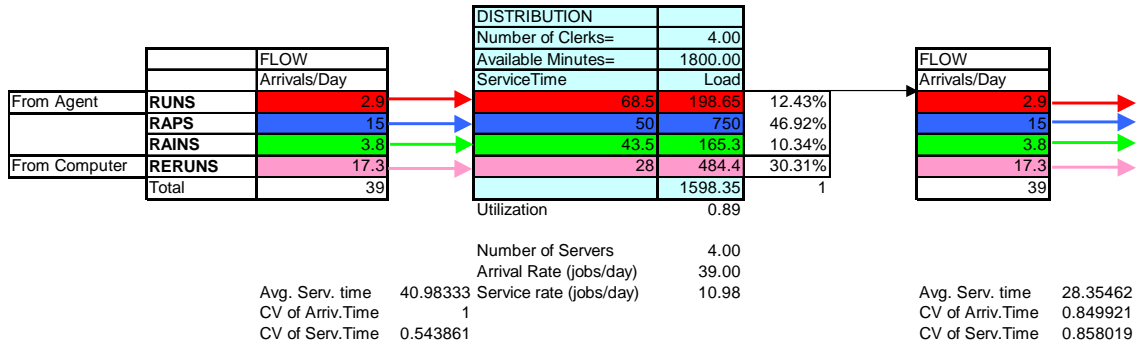 DISTRIBUTION
Number of Clerks= 4.00
FLOW Available Minutes= 1800.00 FLOW
Arrivals/Day ServiceTime Load Arrivals/Day
From Agent RUNS 2.9 68.5 198.65 12.43% 2.9
RAPS 15 50 750 46.92% 15
RAINS 3.8 43.5 165.3 10.34% 3.8
From Computer RERUNS 17.3 28 484.4 30.31% 17.3
Total 39 1598.35 1 39
Utilization 0.89
Number of Servers 4.00
Arrival Rate (jobs/day) 39.00
Avg. Serv. time 40.98333 Service rate (jobs/day) 10.98 Avg. Serv. time 28.35462
CV of Arriv.Time 1 CV of Arriv.Time 0.849921
CV of Serv.Time 0.543861 CV of Serv.Time 0.858019